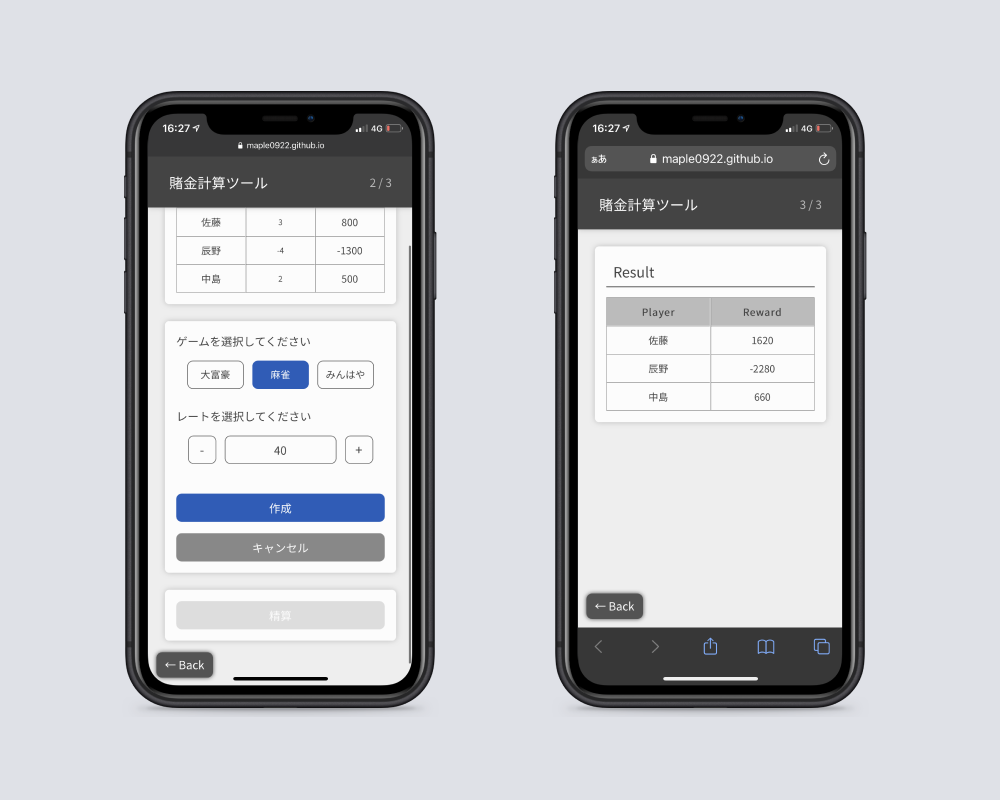 16:27 4G
maple0922.github.io
賭金計算ツール 2 / 3
佐藤 3 800
辰野 -4 -1300
中島 2 500
ゲームを選択してください
大富豪 麻雀 みんはや
レートを選択してください
- 40 +
作成
キャンセル
精算
← Back
16:27 4G
ぁあ maple0922.github.io
賭金計算ツール 3 / 3
Result
Player Reward
佐藤 1620
辰野 -2280
中島 660
← Back